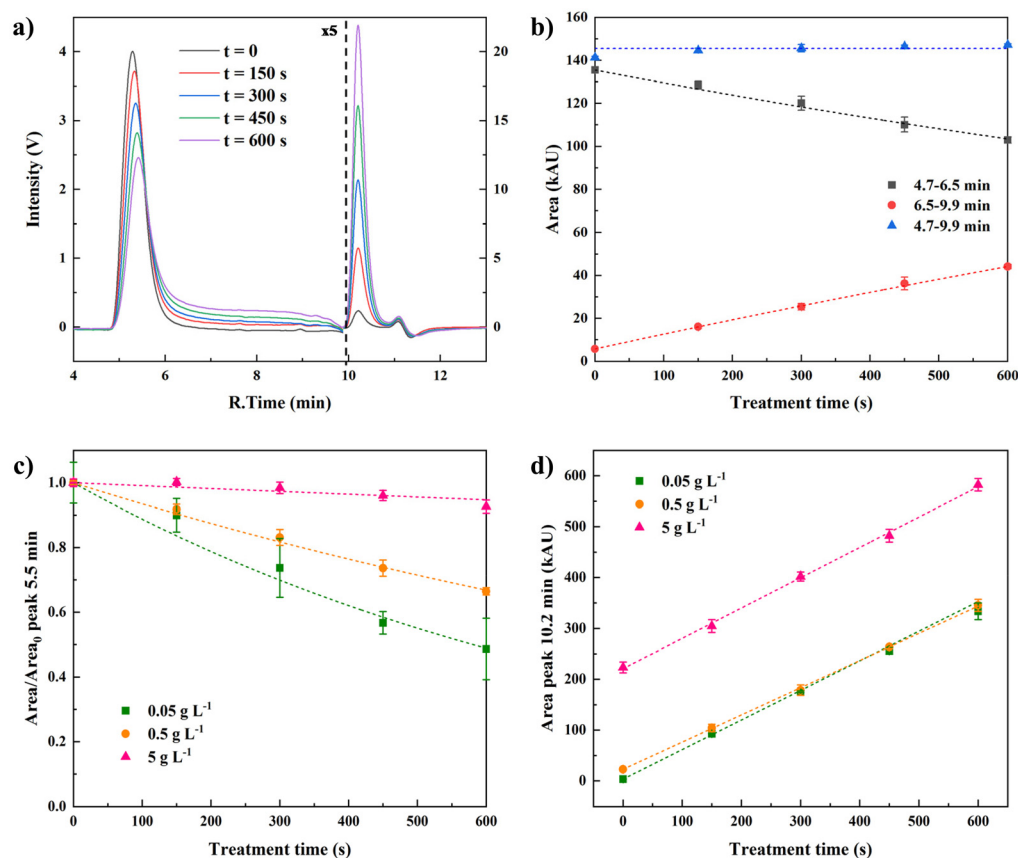 a)
x5
t = 0
t = 150 s
t = 300 s
t = 450 s
t = 600 s
4
3
2
1
0
20
15
10
5
0
Intensity (V)
4 6 8 10 12
R.Time (min)
b)
160
140
120
100
80
60
40
20
0
Area (kAU)
4.7-6.5 min
6.5-9.9 min
4.7-9.9 min
0 100 200 300 400 500 600
Treatment time (s)
c)
1.0
0.8
0.6
0.4
0.2
0.0
Area/Area₀ peak 5.5 min
0.05 g L⁻¹
0.5 g L⁻¹
5 g L⁻¹
0 100 200 300 400 500 600
Treatment time (s)
d)
600
500
400
300
200
100
0
Area peak 10.2 min (kAU)
0.05 g L⁻¹
0.5 g L⁻¹
5 g L⁻¹
0 100 200 300 400 500 600
Treatment time (s)